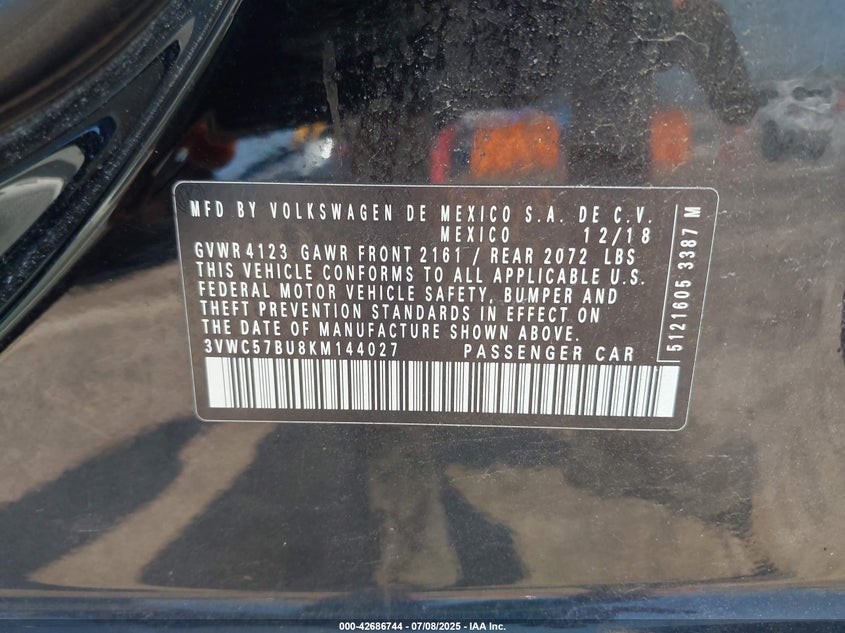 MFD BY VOLKSWAGEN DE MEXICO S.A. DE C.V.
MEXICO 12/18
GVWR 4123 GAWR FRONT 2161 / REAR 2072 LBS
THIS VEHICLE CONFORMS TO ALL APPLICABLE U.S.
FEDERAL MOTOR VEHICLE SAFETY, BUMPER AND
THEFT PREVENTION STANDARDS IN EFFECT ON
THE DATE OF MANUFACTURE SHOWN ABOVE.
3VWC57BU8KM144027 PASSENGER CAR
5121605 3387 M
000-42686744 - 07/08/2025 - IAA Inc.